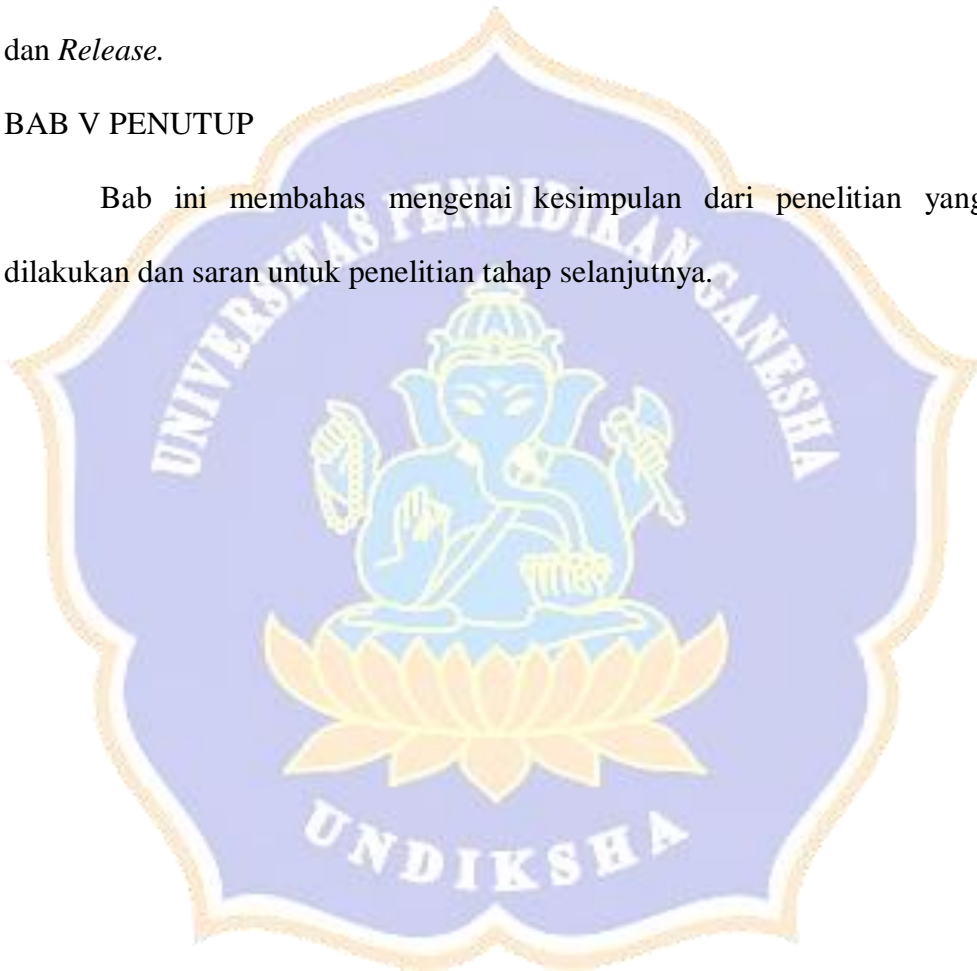 dan Release.
BAB V PENUTUP
Bab ini membahas mengenai kesimpulan dari penelitian yang
dilakukan dan saran untuk penelitian tahap selanjutnya.
UNIVERSITAS PENDIDIKAN GANESHA
UNDIKSHA